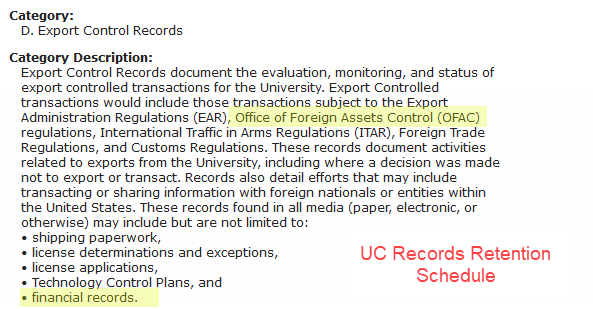 Category:
D. Export Control Records
Category Description:
Export Control Records document the evaluation, monitoring, and status of
export controlled transactions for the University. Export Controlled
transactions would include those transactions subject to the Export
Administration Regulations (EAR), Office of Foreign Assets Control (OFAC)
regulations, International Traffic in Arms Regulations (ITAR), Foreign Trade
Regulations, and Customs Regulations. These records document activities
related to exports from the University, including where a decision was made
not to export or transact. Records also detail efforts that may include
transacting or sharing information with foreign nationals or entities within
the United States. These records found in all media (paper, electronic, or
otherwise) may include but are not limited to:
• shipping paperwork,
• license determinations and exceptions,
• license applications,
• Technology Control Plans, and
• financial records.
UC Records Retention
Schedule